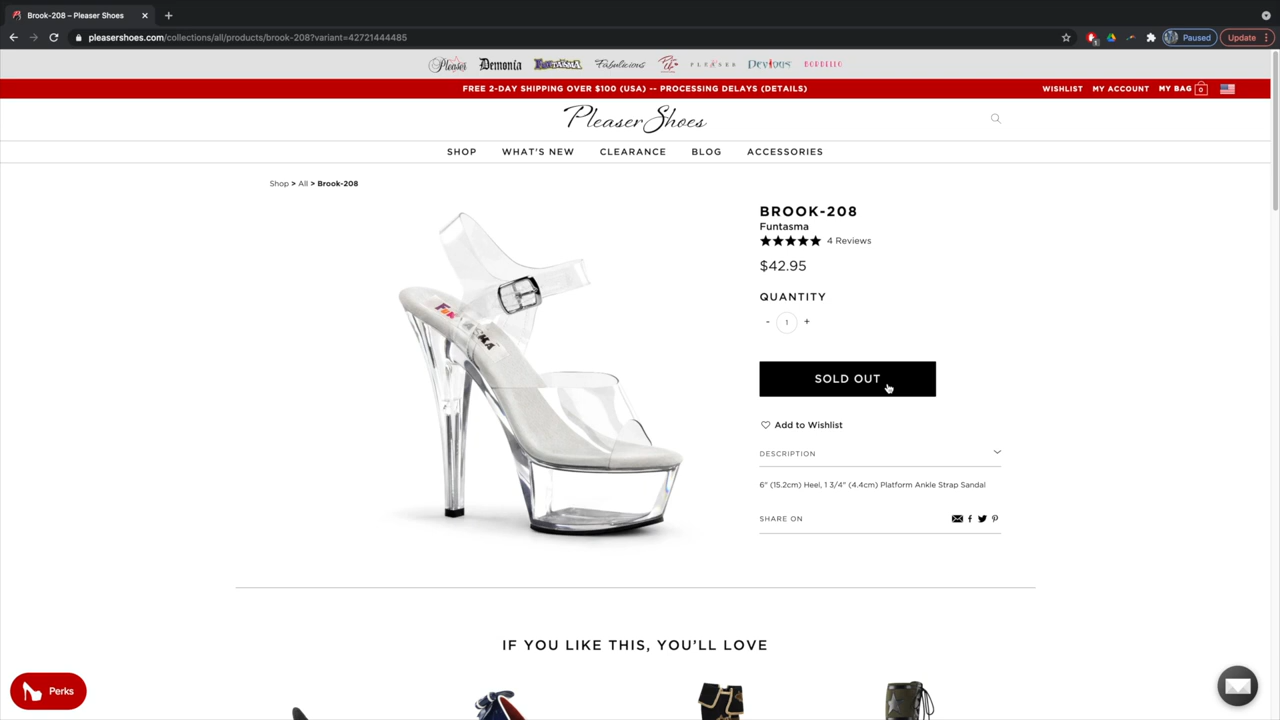 Brook-208 – Pleaser Shoes
pleasershoes.com/collections/all/products/brook-208?variant=42721444485
1
Paused
Update
Pleaser Demonia FUNTASMA Fabulicious PLEASER DEVIOUS BORDELLO
FREE 2-DAY SHIPPING OVER $100 (USA) -- PROCESSING DELAYS (DETAILS)
WISHLIST MY ACCOUNT MY BAG 0
Pleaser Shoes
SHOP WHAT'S NEW CLEARANCE BLOG ACCESSORIES
Shop > All > Brook-208
BROOK-208
Funtasma
4 Reviews
$42.95
QUANTITY
- 1 +
SOLD OUT
Add to Wishlist
DESCRIPTION
6" (15.2cm) Heel, 1 3/4" (4.4cm) Platform Ankle Strap Sandal
SHARE ON
FUNTASMA
IF YOU LIKE THIS, YOU'LL LOVE
Perks